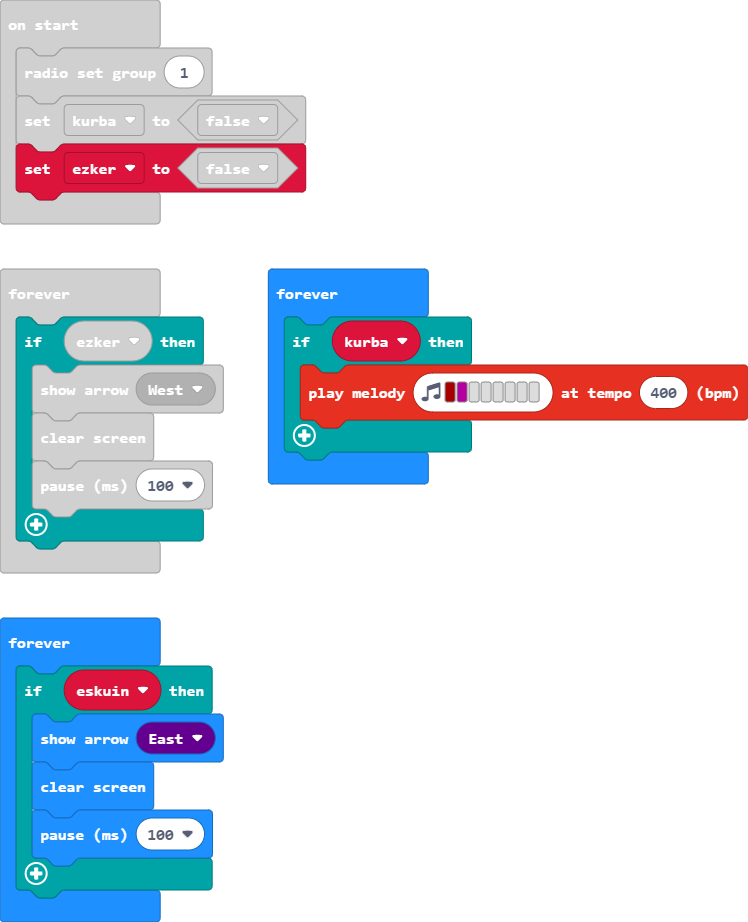 on start
radio set group 1
set kurba to false
set ezker to false
forever
if ezker then
show arrow West
clear screen
pause (ms) 100
forever
if kurba then
play melody at tempo 400 (bpm)
forever
if eskuin then
show arrow East
clear screen
pause (ms) 100